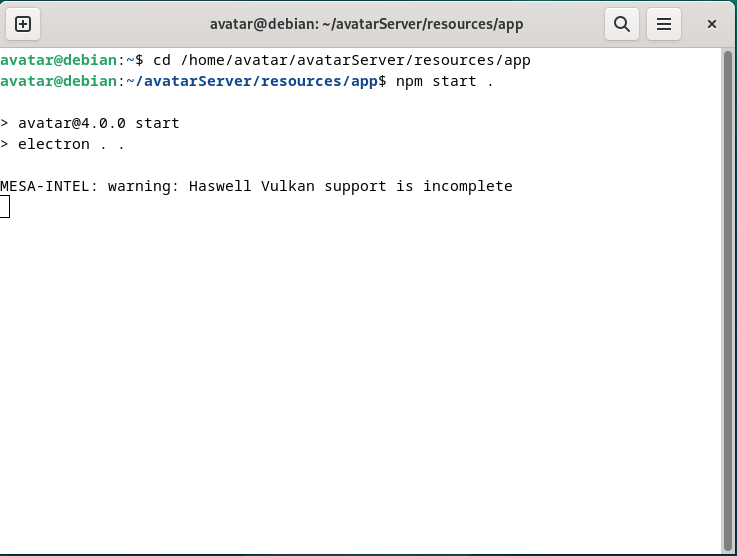 avatar@debian: ~/avatarServer/resources/app
avatar@debian:~$ cd /home/avatar/avatarServer/resources/app
avatar@debian:~/avatarServer/resources/app$ npm start .
> avatar@4.0.0 start
> electron . .
MESA-INTEL: warning: Haswell Vulkan support is incomplete